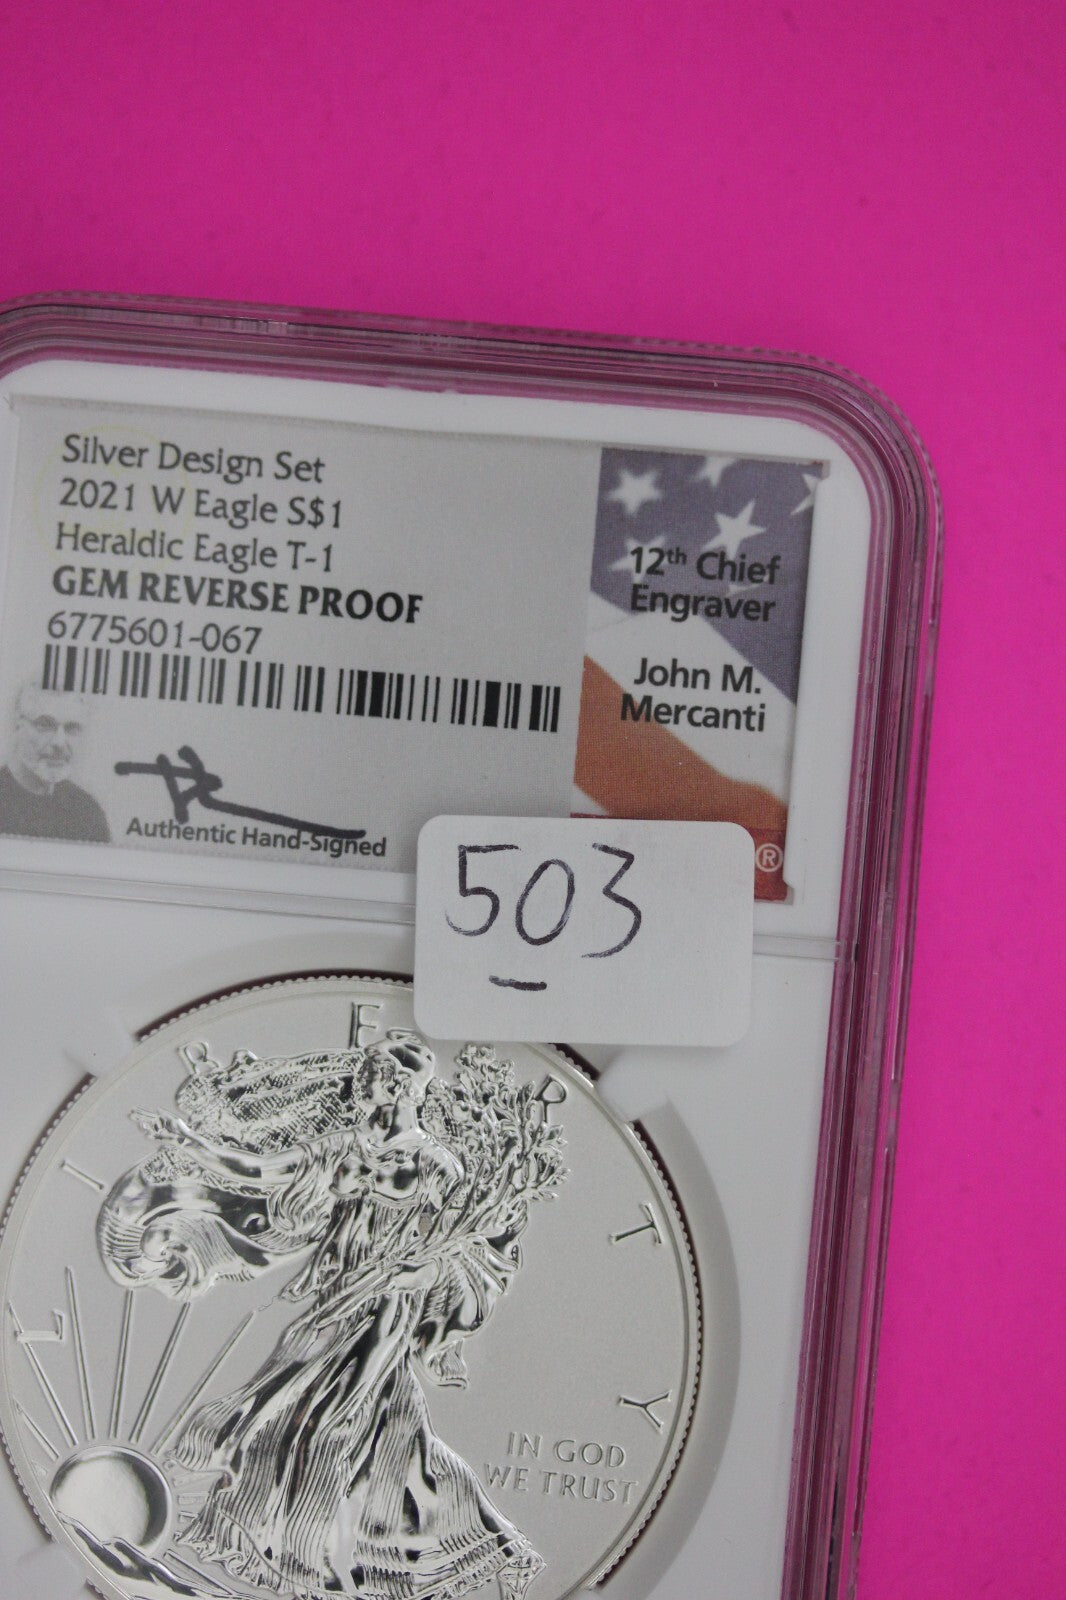 Silver Design Set
2021 W Eagle S$1
Heraldic Eagle T-1
GEM REVERSE PROOF
6775601-067
Authentic Hand-Signed
12th Chief
Engraver
John M.
Mercanti
®
503
LIBERTY
IN GOD
WE TRUST